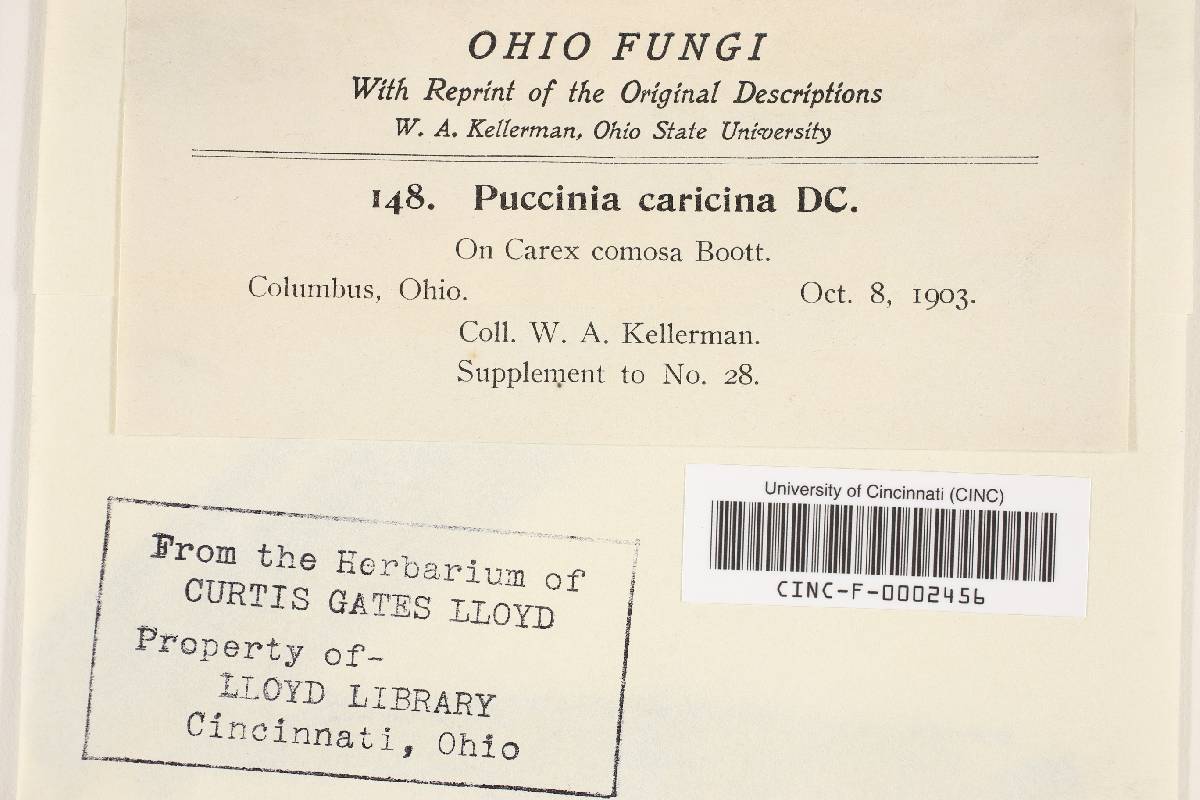 OHIO FUNGI
With Reprint of the Original Descriptions
W. A. Kellerman, Ohio State University
148. Puccinia caricina DC.
On Carex comosa Boott.
Columbus, Ohio. Oct. 8, 1903.
Coll. W. A. Kellerman.
Supplement to No. 28.
University of Cincinnati (CINC)
CINC-F-0002456
From the Herbarium of
CURTIS GATES LLOYD
Property of-
LLOYD LIBRARY
Cincinnati, Ohio